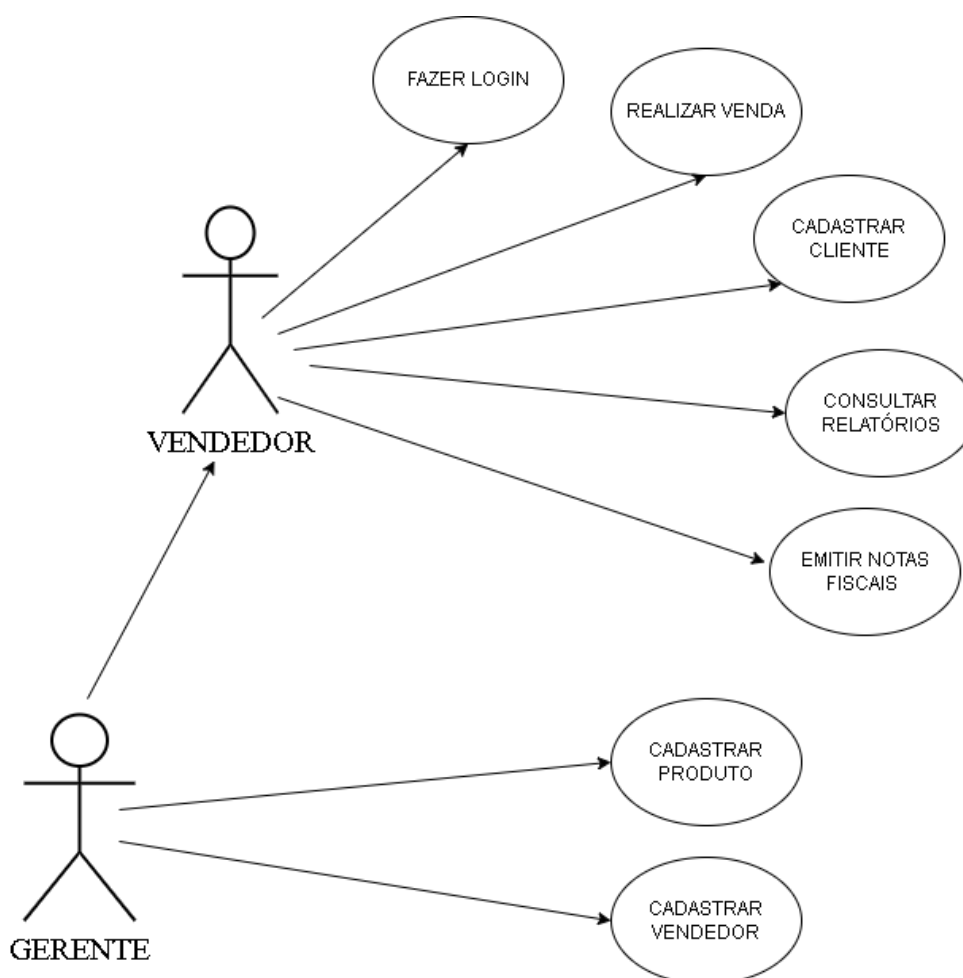 FAZER LOGIN
REALIZAR VENDA
CADASTRAR
CLIENTE
VENDEDOR
CONSULTAR
RELATÓRIOS
EMITIR NOTAS
FISCAIS
CADASTRAR
PRODUTO
CADASTRAR
VENDEDOR
GERENTE